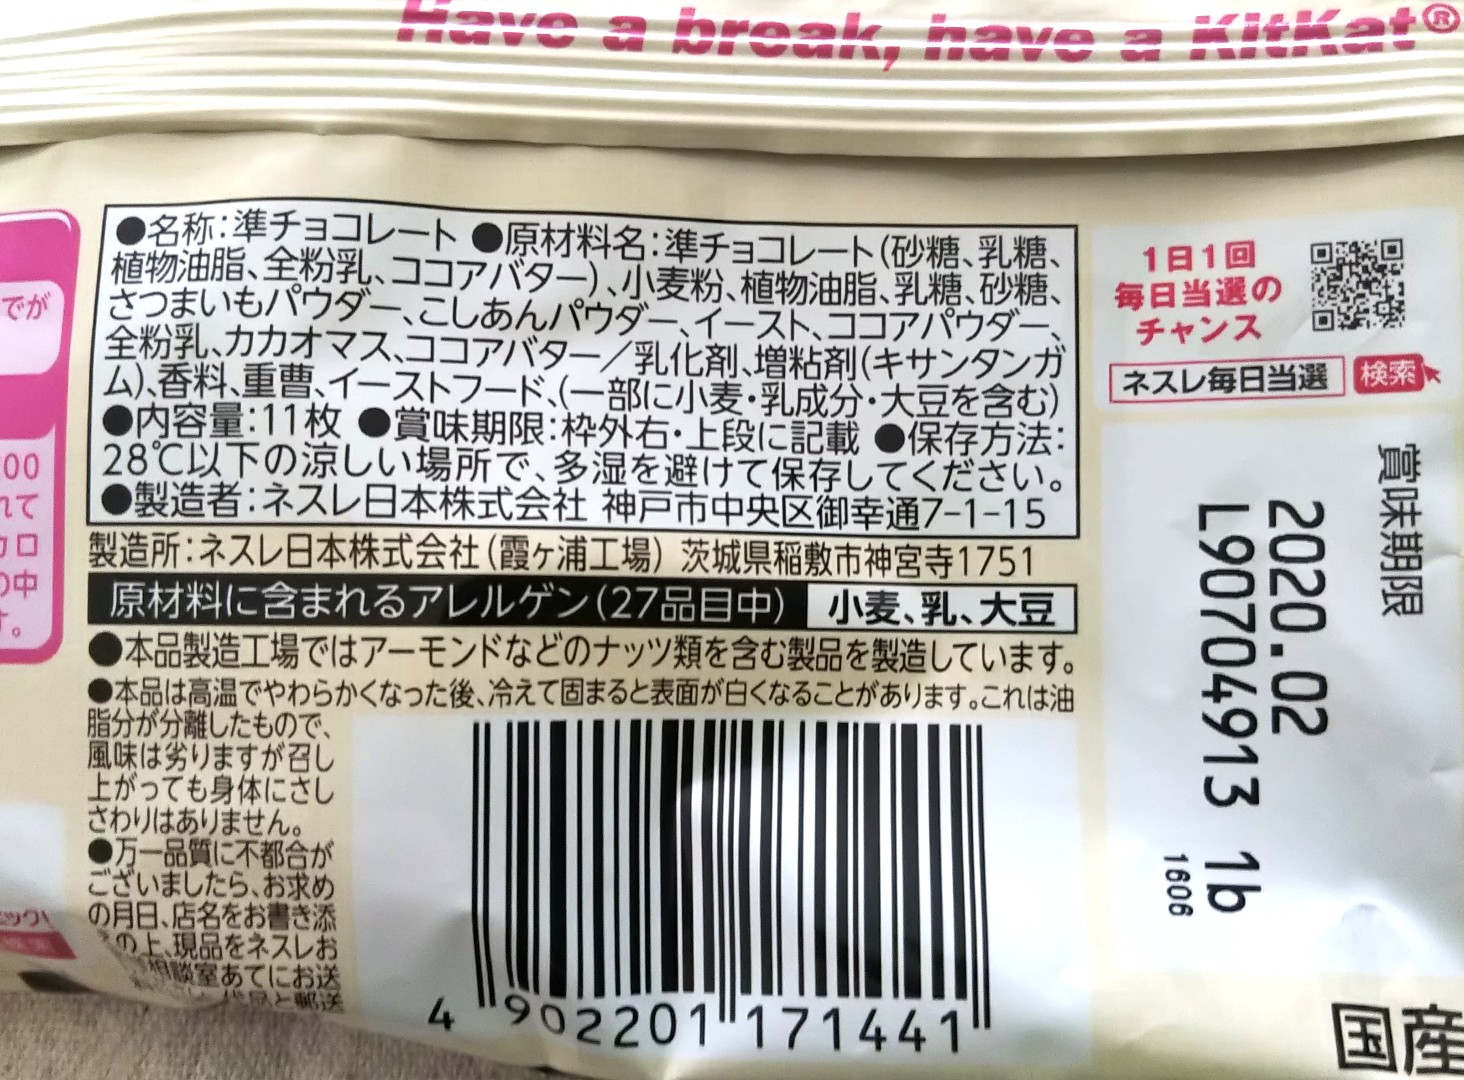 Have a break, have a KitKat®
●名称:準チョコレート ●原材料名:準チョコレート(砂糖、乳糖、
植物油脂、全粉乳、ココアバター)、小麦粉、植物油脂、乳糖、砂糖、
さつまいもパウダー、こしあんパウダー、イースト、ココアパウダー、
全粉乳、カカオマス、ココアバター/乳化剤、増粘剤(キサンタンガ
ム)、香料、重曹、イーストフード、(一部に小麦・乳成分・大豆を含む)
●内容量:11枚 ●賞味期限:枠外右・上段に記載 ●保存方法:
28℃以下の涼しい場所で、多湿を避けて保存してください。
●製造者:ネスレ日本株式会社 神戸市中央区御幸通7-1-15
製造所:ネスレ日本株式会社(霞ヶ浦工場) 茨城県稲敷市神宮寺1751
原材料に含まれるアレルゲン(27品目中) 小麦、乳、大豆
●本品製造工場ではアーモンドなどのナッツ類を含む製品を製造しています。
●本品は高温でやわらかくなった後、冷えて固まると表面が白くなることがあります。これは油
脂分が分離したもので、
風味は劣りますが召し
上がっても身体にさし
さわりはありません。
●万一品質に不都合が
ございましたら、お求め
の月日、店名をお書き添
えの上、現品をネスレお
相談室あてにお送
代品と郵送
4 902201 171441
1日1回
毎日当選の
チャンス
ネスレ毎日当選 検索
賞味期限
2020.02
L90704913 1b
1606
国産
でが
00
れて
カロ
の中
す。